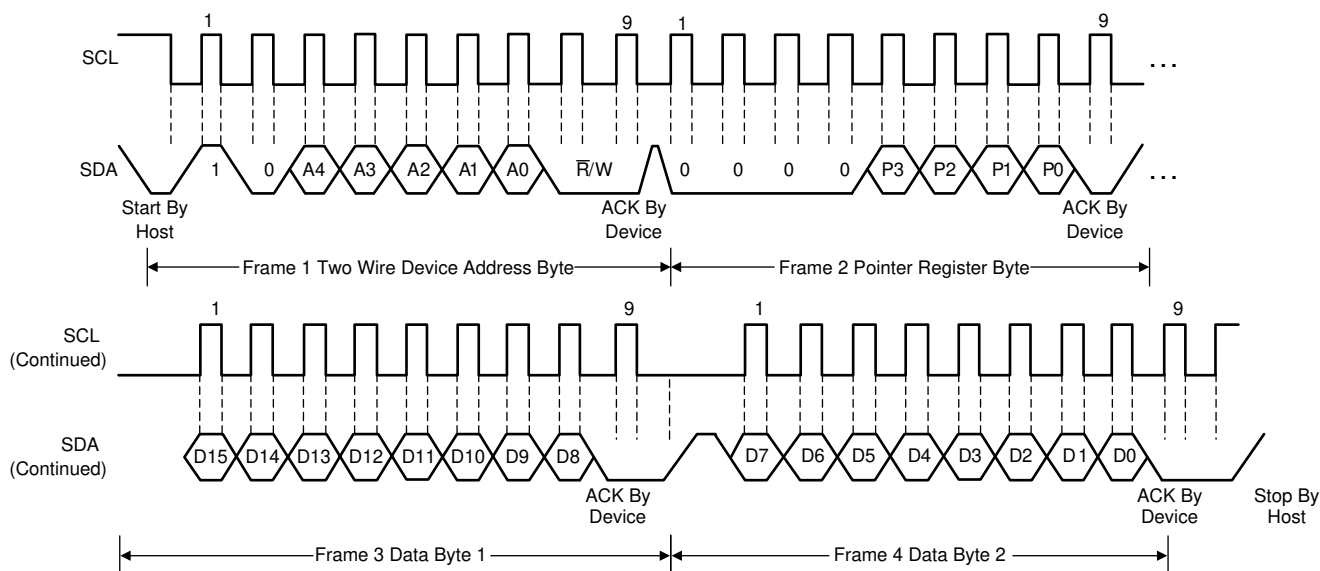 1 9 1 9
SCL
...
SDA
1 0 A4 A3 A2 A1 A0 R̅/W 0 0 0 0 P3 P2 P1 P0
...
Start By
Host
ACK By
Device
ACK By
Device
Frame 1 Two Wire Device Address Byte
Frame 2 Pointer Register Byte
1 9 1 9
SCL
(Continued)
SDA
(Continued)
D15 D14 D13 D12 D11 D10 D9 D8 D7 D6 D5 D4 D3 D2 D1 D0
ACK By
Device
ACK By
Device
Stop By
Host
Frame 3 Data Byte 1
Frame 4 Data Byte 2